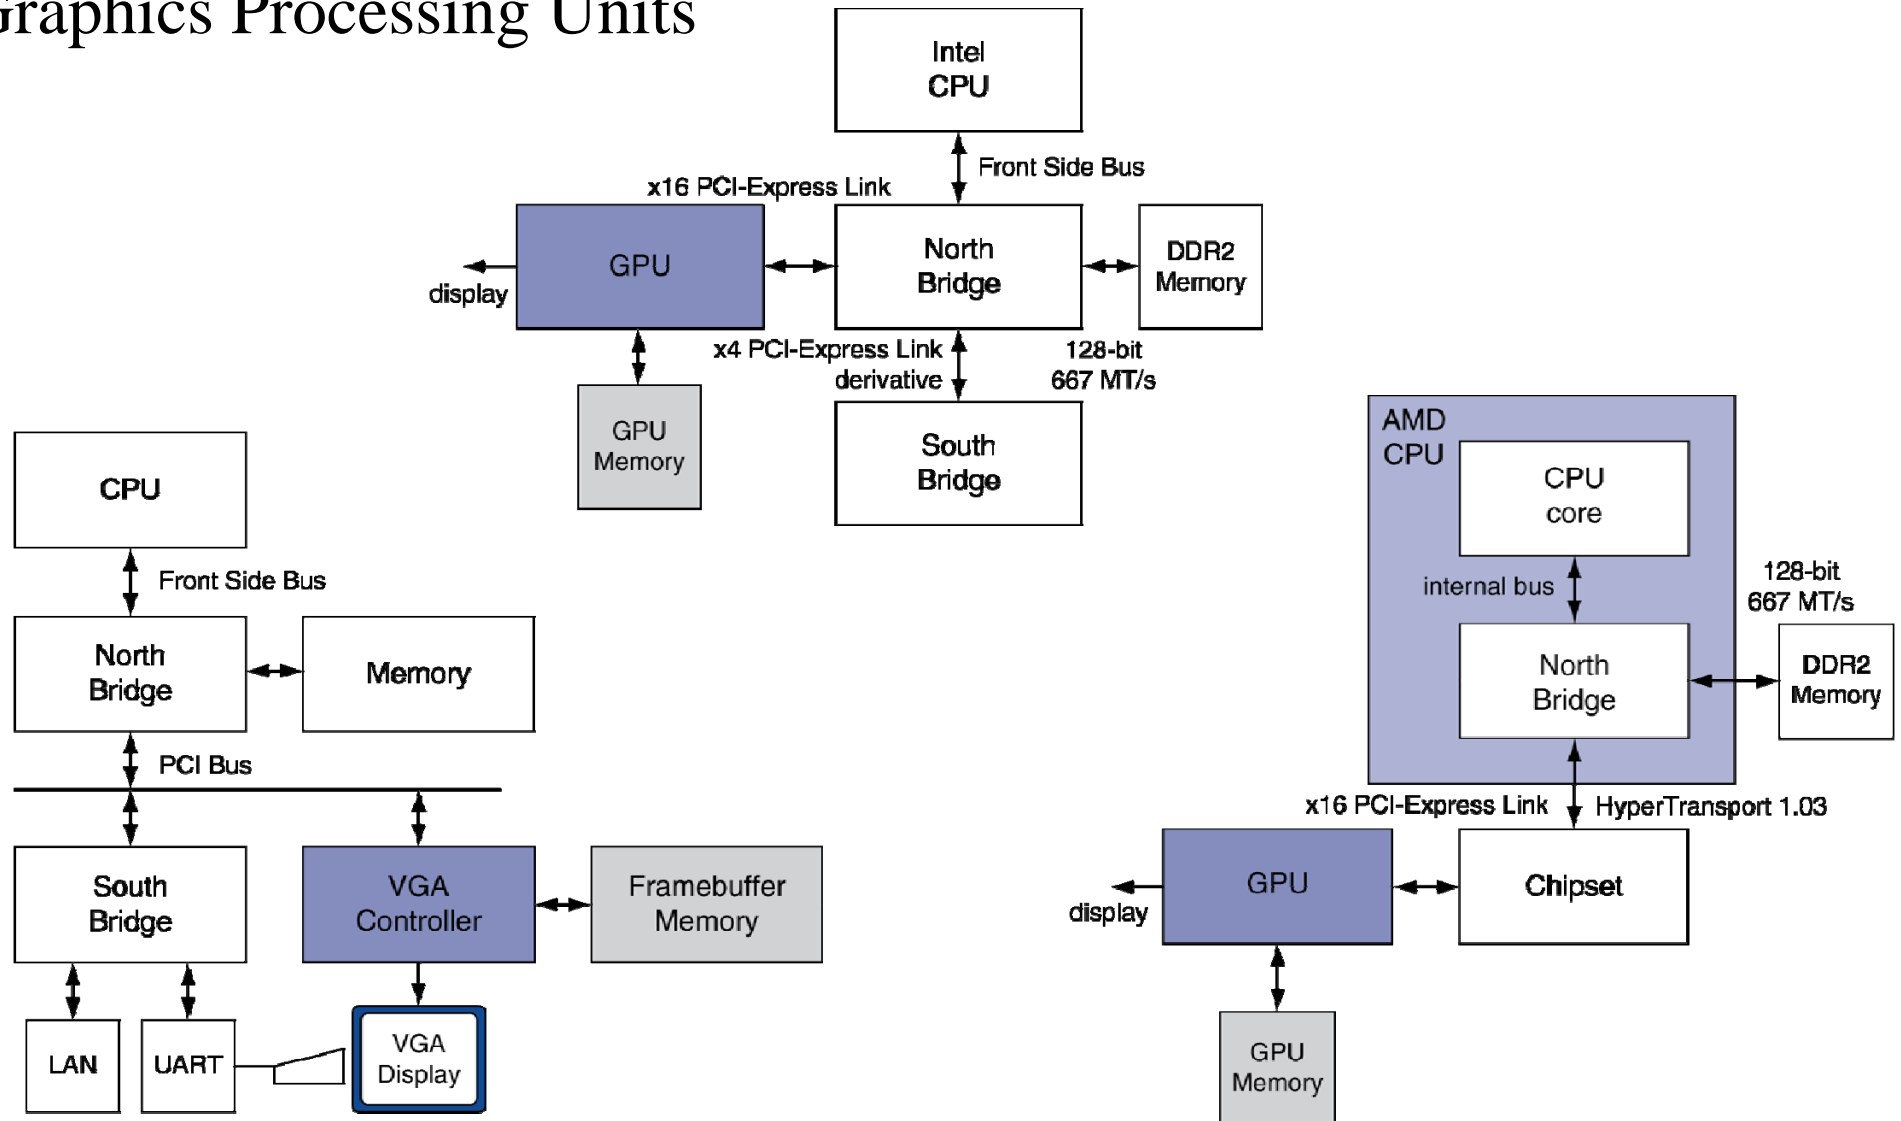 Graphics Processing Units
Intel
CPU
Front Side Bus
x16 PCI-Express Link
GPU
North
Bridge
DDR2
Memory
display
x4 PCI-Express Link
derivative
128-bit
667 MT/s
GPU
Memory
South
Bridge
CPU
Front Side Bus
North
Bridge
Memory
PCI Bus
South
Bridge
VGA
Controller
Framebuffer
Memory
LAN
UART
VGA
Display
AMD
CPU
CPU
core
internal bus
128-bit
667 MT/s
North
Bridge
DDR2
Memory
x16 PCI-Express Link
HyperTransport 1.03
GPU
Chipset
display
GPU
Memory